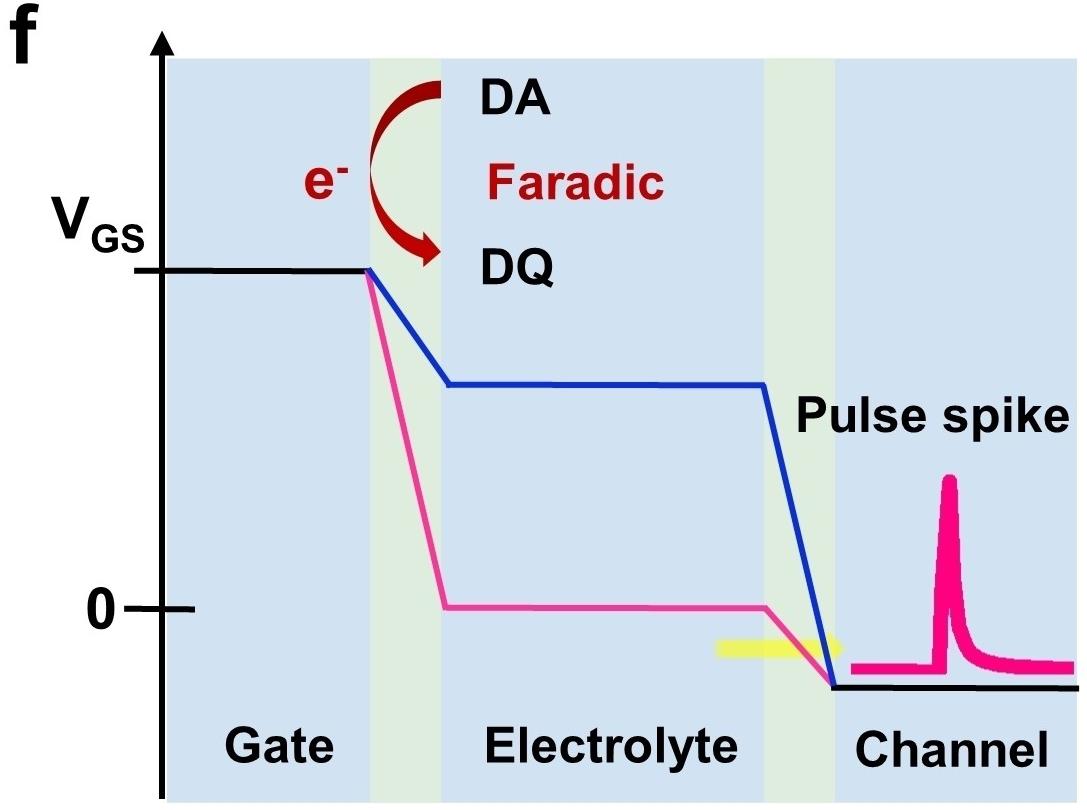 f
DA
e-
Faradic
VGS
DQ
Pulse spike
0
Gate
Electrolyte
Channel